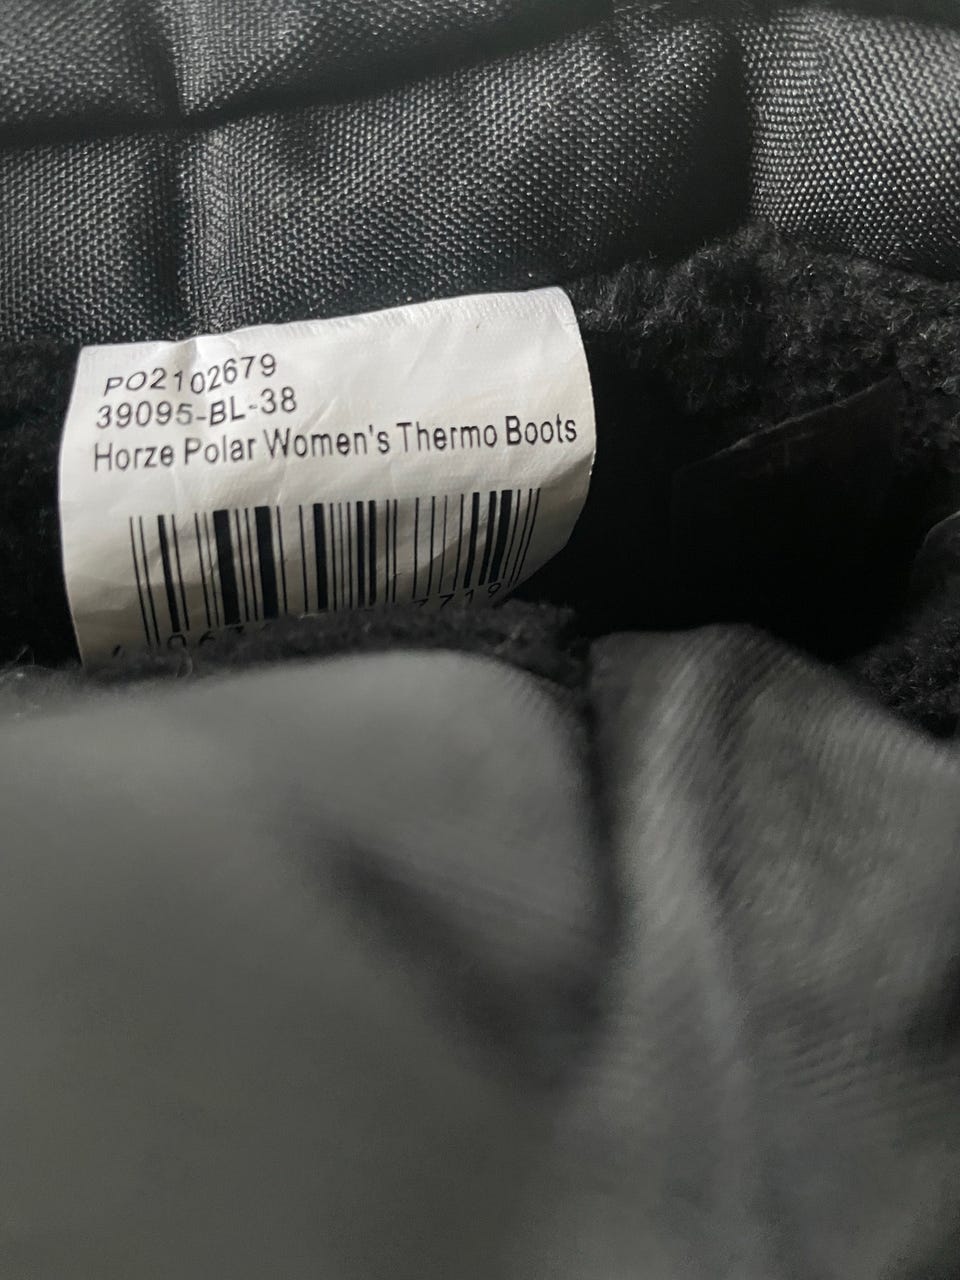 PO2102679
39095-BL-38
Horze Polar Women's Thermo Boots